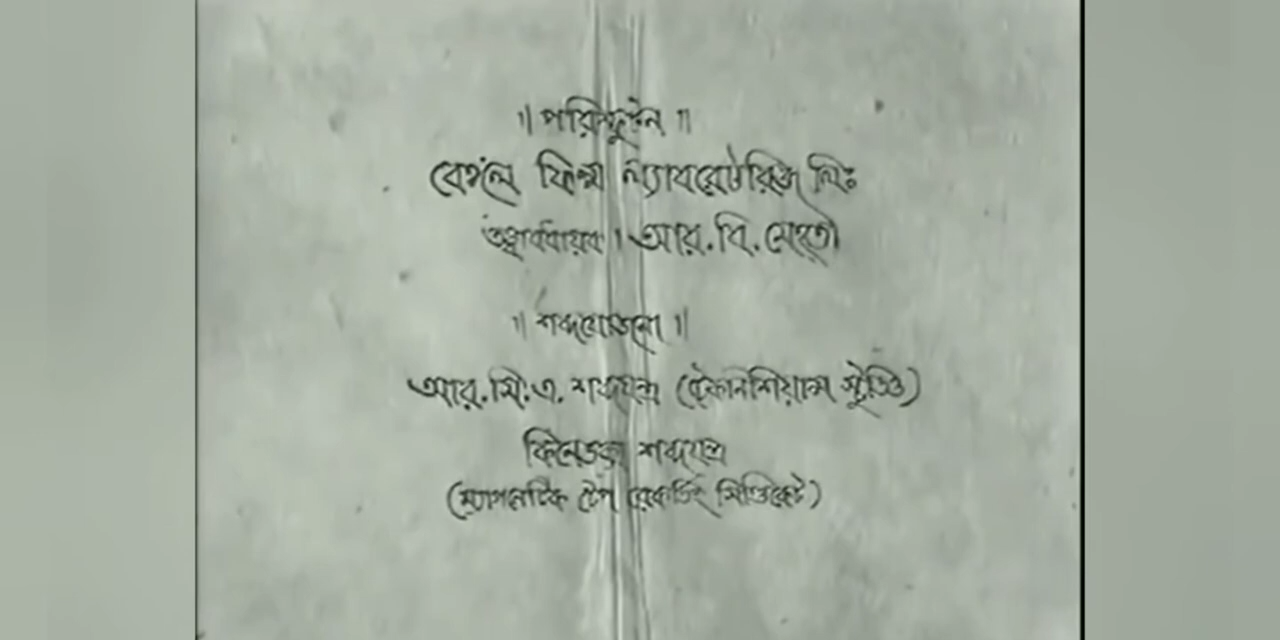 ॥ পরিস্ফুটন ॥
বেঙ্গল ফিল্ম ল্যাবরেটরিজ লিঃ
তত্ত্বাবধায়ক । আর.বি.মেহতা
॥ শব্দযোজনা ॥
আর.সি.এ. শব্দযন্ত্র (টেকনিশিয়ান্স স্টুডিও)
কিনেভক্স শব্দযন্ত্র
(ম্যাগনেটিক টেপ রেকর্ডিং সিণ্ডিকেট)